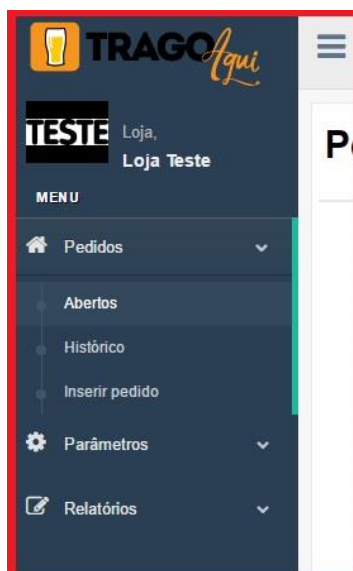 TRAGO Aqui
TESTE
Loja,
Loja Teste
MENU
Pedidos
Abertos
Histórico
Inserir pedido
Parâmetros
Relatórios